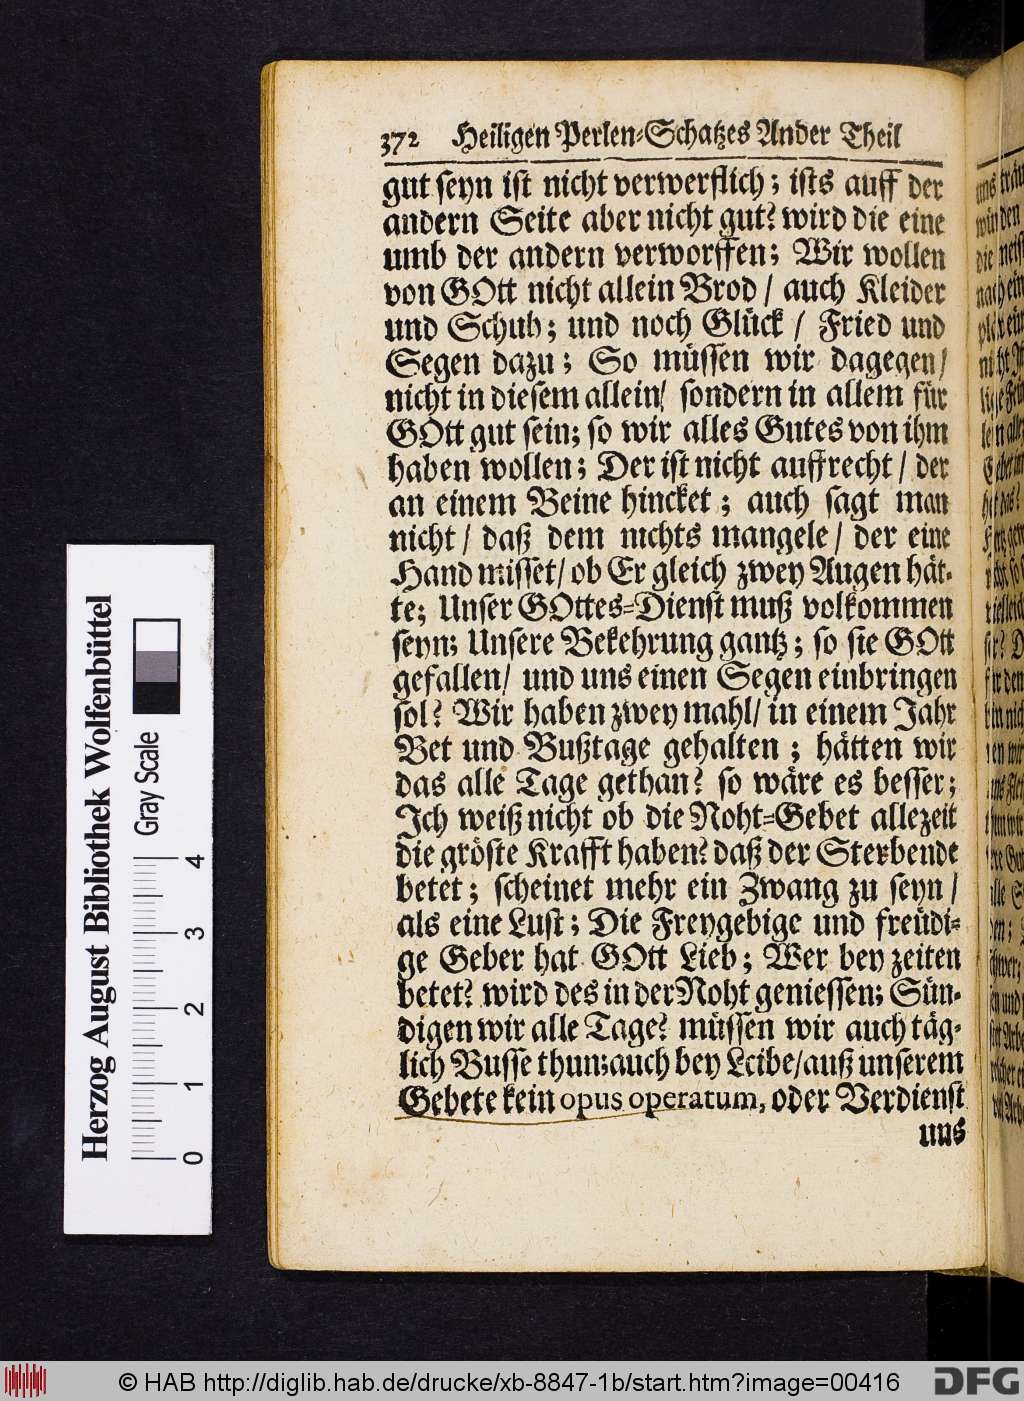 372 Heiligen Perlen-Schatzes Ander Theil
gut seyn ist nicht verwerflich; ists auff der
andern Seite aber nicht gut? wird die eine
umb der andern verworffen; Wir wollen
von GOtt nicht allein Brod / auch Kleider
und Schuh; und noch Glück / Fried und
Segen dazu; So müssen wir dagegen /
nicht in diesem allein / sondern in allem für
GOtt gut sein; so wir alles Gutes von ihm
haben wollen; Der ist nicht auffrecht / der
an einem Beine hincket; auch sagt man
nicht / daß dem nichts mangele / der eine
Hand misset / ob Er gleich zwey Augen hät-
te; Unser GOttes-Dienst muß volkommen
seyn; Unsere Bekehrung gantz; so sie GOtt
gefallen / und uns einen Segen einbringen
sol? Wir haben zwey mahl / in einem Jahr
Bet und Bußtage gehalten; hätten wir
das alle Tage gethan? so wäre es besser;
Ich weiß nicht ob die Noht-Gebet allezeit
die gröste Krafft haben? daß der Sterbende
betet; scheinet mehr ein Zwang zu seyn /
als eine Lust; Die Freygebige und freüdi-
ge Geber hat GOtt Lieb; Wer bey zeiten
betet? wird des in der Noht geniessen; Sün-
digen wir alle Tage? müssen wir auch täg-
lich Busse thun; auch bey Leibe / auß unserem
Gebete kein opus operatum, oder Verdienst
uns
Herzog August Bibliothek Wolfenbüttel
Gray Scale
0 1 2 3 4
© HAB http://diglib.hab.de/drucke/xb-8847-1b/start.htm?image=00416
DFG